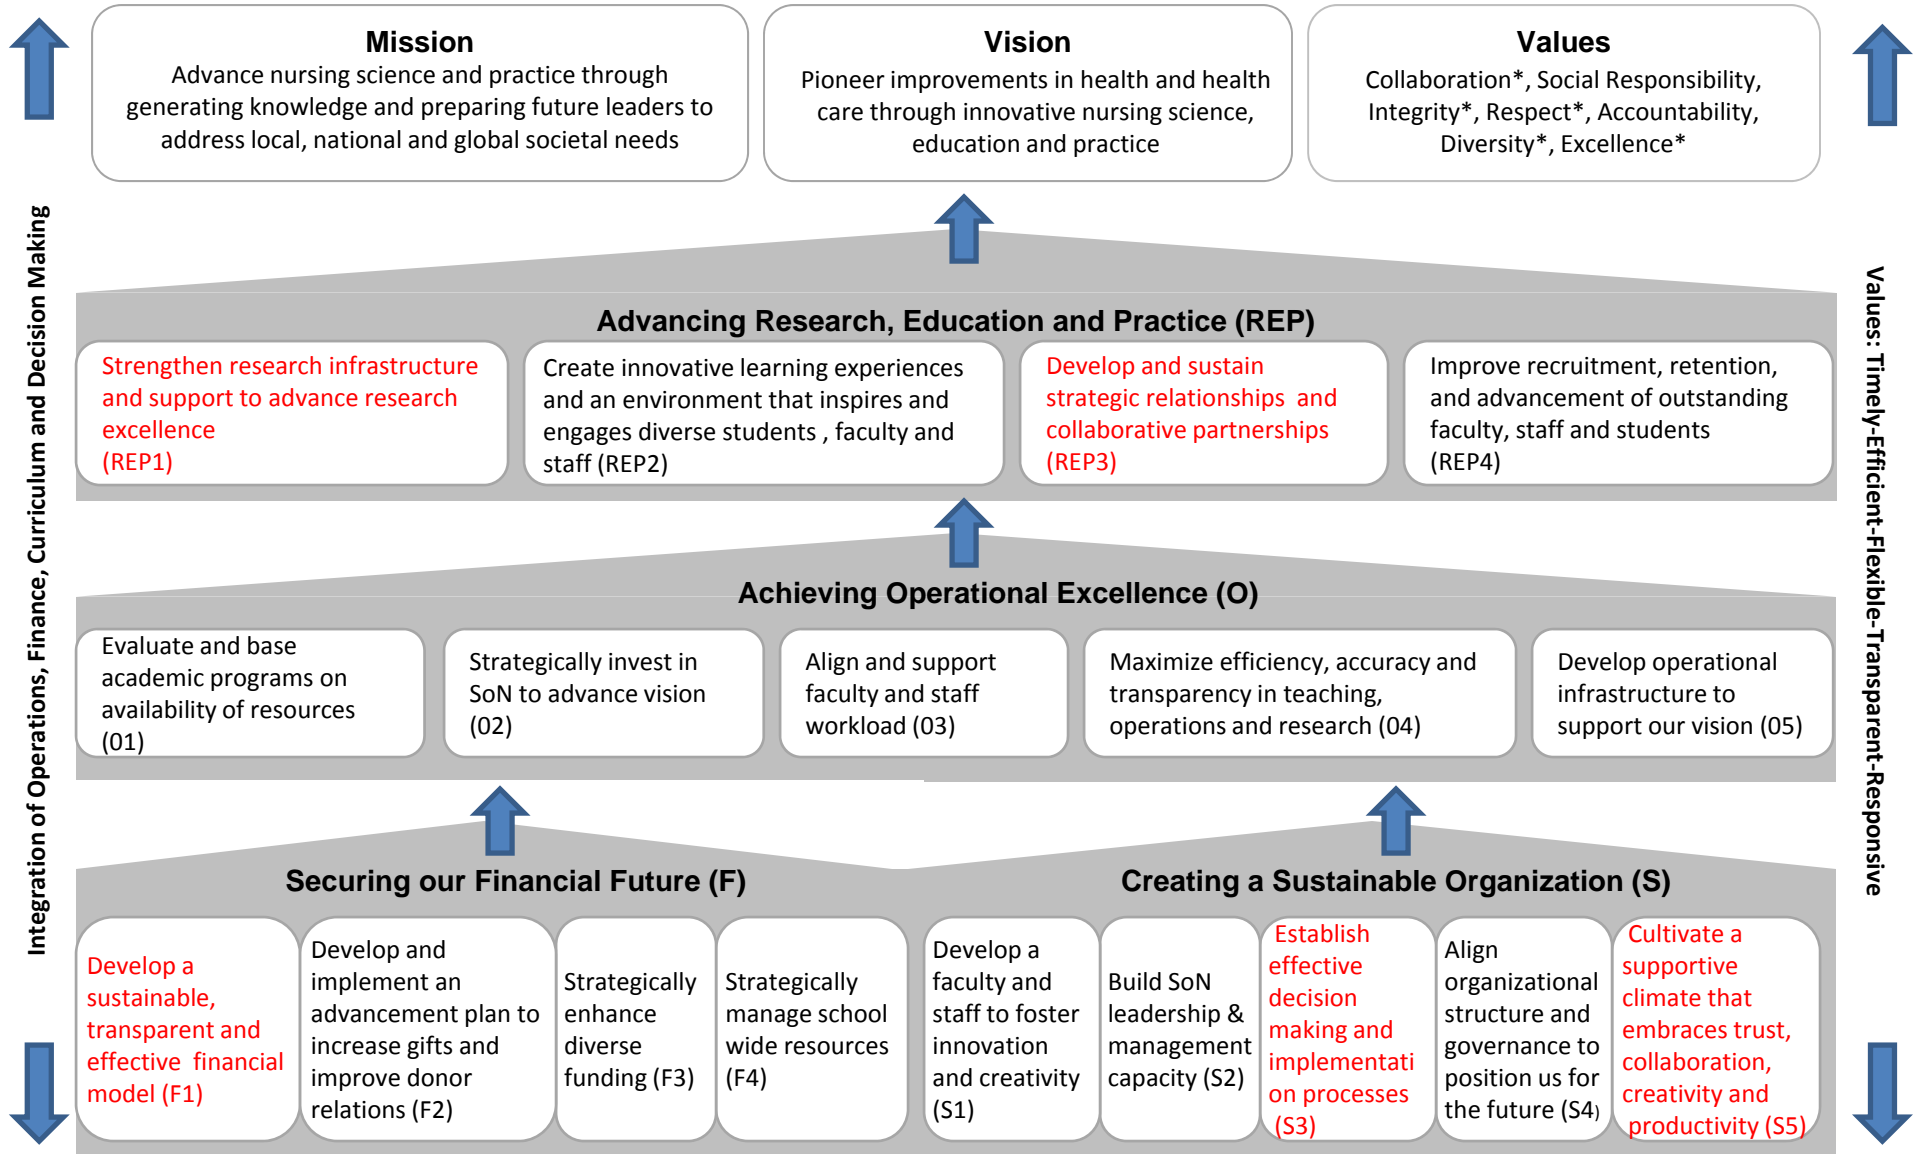 Mission
Advance nursing science and practice through
generating knowledge and preparing future leaders to
address local, national and global societal needs
Vision
Pioneer improvements in health and health
care through innovative nursing science,
education and practice
Values
Collaboration*, Social Responsibility,
Integrity*, Respect*, Accountability,
Diversity*, Excellence*
Integration of Operations, Finance, Curriculum and Decision Making
Values: Timely-Efficient-Flexible-Transparent-Responsive
Advancing Research, Education and Practice (REP)
Strengthen research infrastructure
and support to advance research
excellence
(REP1)
Create innovative learning experiences
and an environment that inspires and
engages diverse students , faculty and
staff (REP2)
Develop and sustain
strategic relationships  and
collaborative partnerships
(REP3)
Improve recruitment, retention,
and advancement of outstanding
faculty, staff and students
(REP4)
Achieving Operational Excellence (O)
Evaluate and base
academic programs on
availability of resources
(01)
Strategically invest in
SoN to advance vision
(02)
Align and support
faculty and staff
workload (03)
Maximize efficiency, accuracy and
transparency in teaching,
operations and research (04)
Develop operational
infrastructure to
support our vision (05)
Securing our Financial Future (F)
Develop a
sustainable,
transparent and
effective  financial
model (F1)
Develop and
implement an
advancement plan to
increase gifts and
improve donor
relations (F2)
Strategically
enhance
diverse
funding (F3)
Strategically
manage school
wide resources
(F4)
Creating a Sustainable Organization (S)
Develop a
faculty and
staff to foster
innovation
and creativity
(S1)
Build SoN
leadership &
management
capacity (S2)
Establish
effective
decision
making and
implementati
on processes
(S3)
Align
organizational
structure and
governance to
position us for
the future (S4)
Cultivate a
supportive
climate that
embraces trust,
collaboration,
creativity and
productivity (S5)